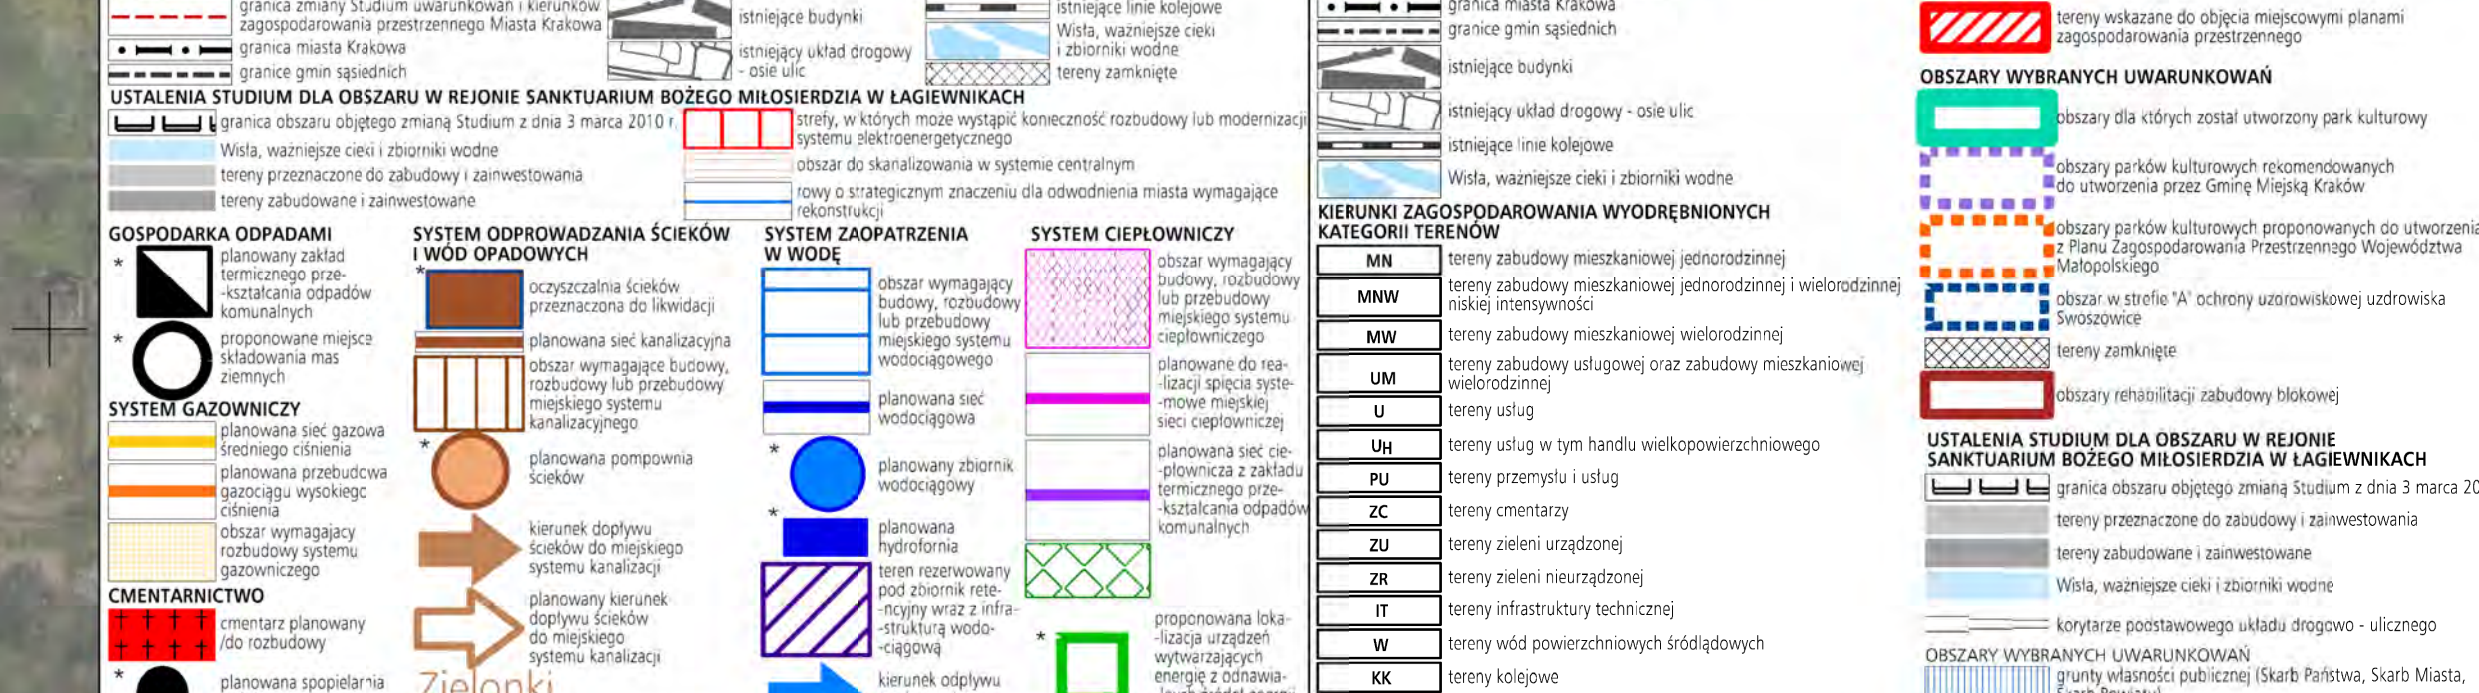 granica zmiany Studium uwarunkowań i kierunków
zagospodarowania przestrzennego Miasta Krakowa
granica miasta Krakowa
granice gmin sąsiednich
istniejące budynki
istniejący układ drogowy
- osie ulic
istniejące linie kolejowe
Wisła, ważniejsze cieki
i zbiorniki wodne
tereny zamknięte
USTALENIA STUDIUM DLA OBSZARU W REJONIE SANKTUARIUM BOŻEGO MIŁOSIERDZIA W ŁAGIEWNIKACH
granica obszaru objętego zmianą Studium z dnia 3 marca 2010 r.
Wisła, ważniejsze cieki i zbiorniki wodne
tereny przeznaczone do zabudowy i zainwestowania
tereny zabudowane i zainwestowane
strefy, w których może wystąpić konieczność rozbudowy lub modernizacji
systemu elektroenergetycznego
obszar do skanalizowania w systemie centralnym
rowy o strategicznym znaczeniu dla odwodnienia miasta wymagające
rekonstrukcji
GOSPODARKA ODPADAMI
*
planowany zakład
termicznego prze-
-kształcania odpadów
komunalnych
*
proponowane miejsce
składowania mas
ziemnych
SYSTEM GAZOWNICZY
planowana sieć gazowa
średniego ciśnienia
planowana przebudowa
gazociągu wysokiego
ciśnienia
obszar wymagający
rozbudowy systemu
gazowniczego
CMENTARNICTWO
cmentarz planowany
/do rozbudowy
*
planowana spopielarnia
SYSTEM ODPROWADZANIA ŚCIEKÓW
I WÓD OPADOWYCH
*
oczyszczalnia ścieków
przeznaczona do likwidacji
planowana sieć kanalizacyjna
obszar wymagające budowy,
rozbudowy lub przebudowy
miejskiego systemu
kanalizacyjnego
*
planowana pompownia
ścieków
kierunek dopływu
ścieków do miejskiego
systemu kanalizacji
planowany kierunek
dopływu ścieków
do miejskiego
systemu kanalizacji
Zielonki
SYSTEM ZAOPATRZENIA
W WODĘ
obszar wymagający
budowy, rozbudowy
lub przebudowy
miejskiego systemu
wodociągowego
planowana sieć
wodociągowa
*
planowany zbiornik
wodociągowy
*
planowana
hydrofornia
teren rezerwowany
pod zbiornik rete-
-ncyjny wraz z infra-
-strukturą wodo-
-ciągową
kierunek odpływu
SYSTEM CIEPŁOWNICZY
obszar wymagający
budowy, rozbudowy
lub przebudowy
miejskiego systemu
ciepłowniczego
planowane do rea-
-lizacji spięcia syste-
-mowe miejskiej
sieci ciepłowniczej
planowana sieć cie-
-płownicza z zakładu
termicznego prze-
-kształcania odpadów
komunalnych
*
proponowana loka-
-lizacja urządzeń
wytwarzających
energię z odnawia-
granica miasta Krakowa
granice gmin sąsiednich
istniejące budynki
istniejący układ drogowy - osie ulic
istniejące linie kolejowe
Wisła, ważniejsze cieki i zbiorniki wodne
KIERUNKI ZAGOSPODAROWANIA WYODRĘBNIONYCH
KATEGORII TERENÓW
MN tereny zabudowy mieszkaniowej jednorodzinnej
MNW tereny zabudowy mieszkaniowej jednorodzinnej i wielorodzinnej
niskiej intensywności
MW tereny zabudowy mieszkaniowej wielorodzinnej
UM tereny zabudowy usługowej oraz zabudowy mieszkaniowej
wielorodzinnej
U tereny usług
UH tereny usług w tym handlu wielkopowierzchniowego
PU tereny przemysłu i usług
ZC tereny cmentarzy
ZU tereny zieleni urządzonej
ZR tereny zieleni nieurządzonej
IT tereny infrastruktury technicznej
W tereny wód powierzchniowych śródlądowych
KK tereny kolejowe
tereny wskazane do objęcia miejscowymi planami
zagospodarowania przestrzennego
OBSZARY WYBRANYCH UWARUNKOWAŃ
obszary dla których został utworzony park kulturowy
obszary parków kulturowych rekomendowanych
do utworzenia przez Gminę Miejską Kraków
obszary parków kulturowych proponowanych do utworzenia
z Planu Zagospodarowania Przestrzennego Województwa
Małopolskiego
obszar w strefie "A" ochrony uzdrowiskowej uzdrowiska
Swoszowice
tereny zamknięte
obszary rehabilitacji zabudowy blokowej
USTALENIA STUDIUM DLA OBSZARU W REJONIE
SANKTUARIUM BOŻEGO MIŁOSIERDZIA W ŁAGIEWNIKACH
granica obszaru objętego zmianą Studium z dnia 3 marca 20
tereny przeznaczone do zabudowy i zainwestowania
tereny zabudowane i zainwestowane
Wisła, ważniejsze cieki i zbiorniki wodne
korytarze podstawowego układu drogowo - ulicznego
OBSZARY WYBRANYCH UWARUNKOWAŃ
grunty własności publicznej (Skarb Państwa, Skarb Miasta,